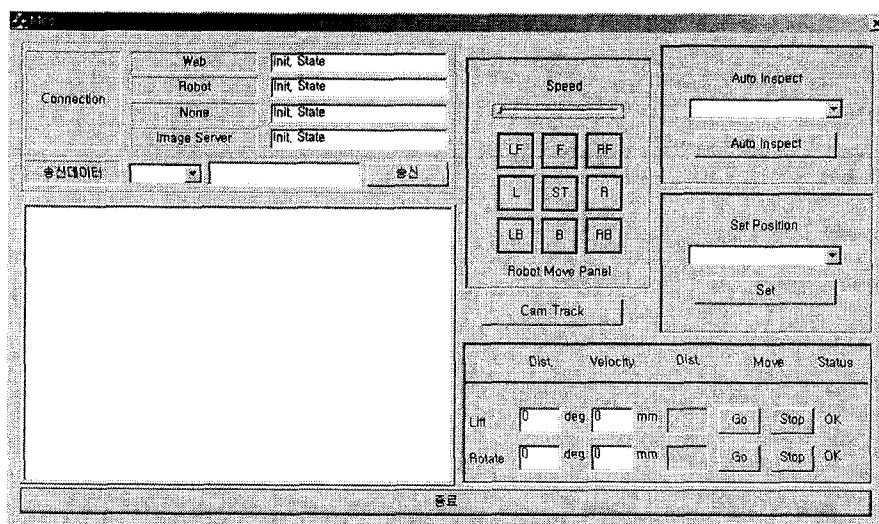 Web Init. State
Connection
Robot Init. State
None Init. State
Image Server Init. State
송신데이터 송신
Speed
LF F RF
L ST R
LB B RB
Robot Move Panel
Cam Track
Auto Inspect
Auto Inspect
Set Position
Set
Dist. Velocity Dist. Move Status
Lift 0 deg 0 mm Go Stop OK
Rotate 0 deg 0 mm Go Stop OK
종료